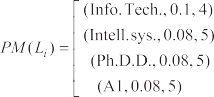 (Info. Tech., 0.1, 4)
(Intell.sys., 0.08, 5)
PM(Lᵢ) =
(Ph.D.D., 0.08, 5)
(A1, 0.08, 5)